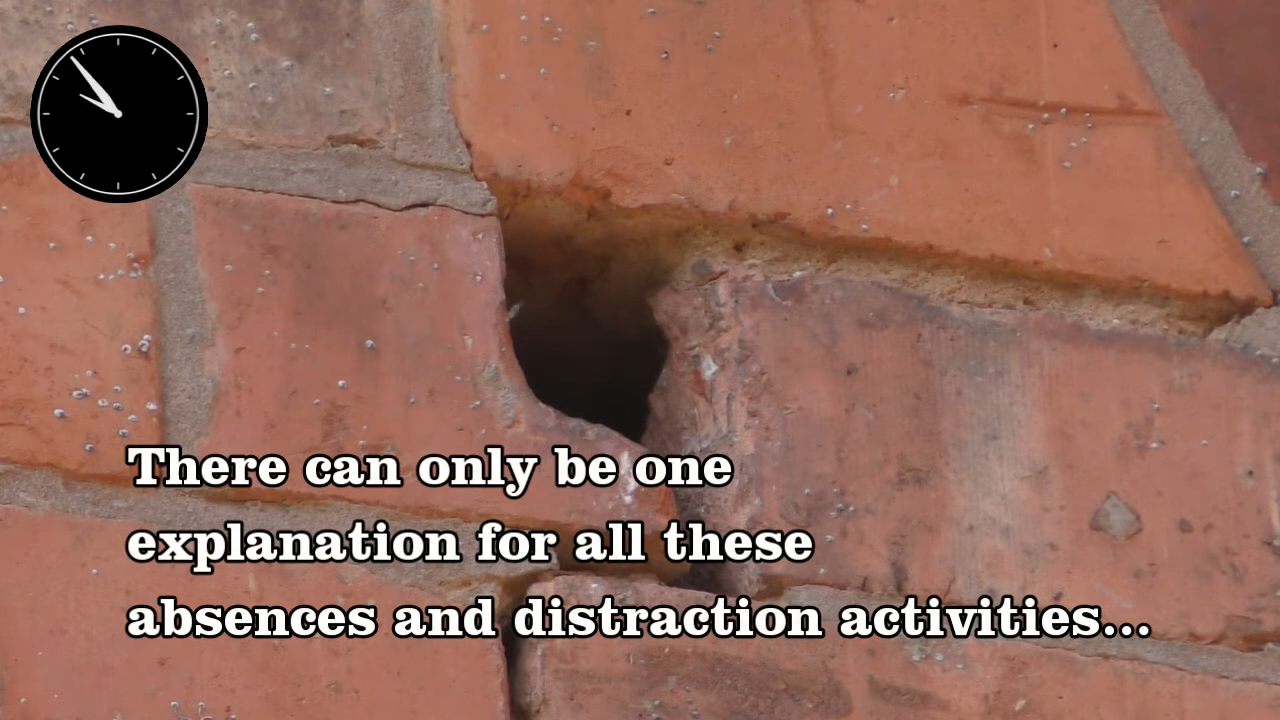 There can only be one
explanation for all these
absences and distraction activities...